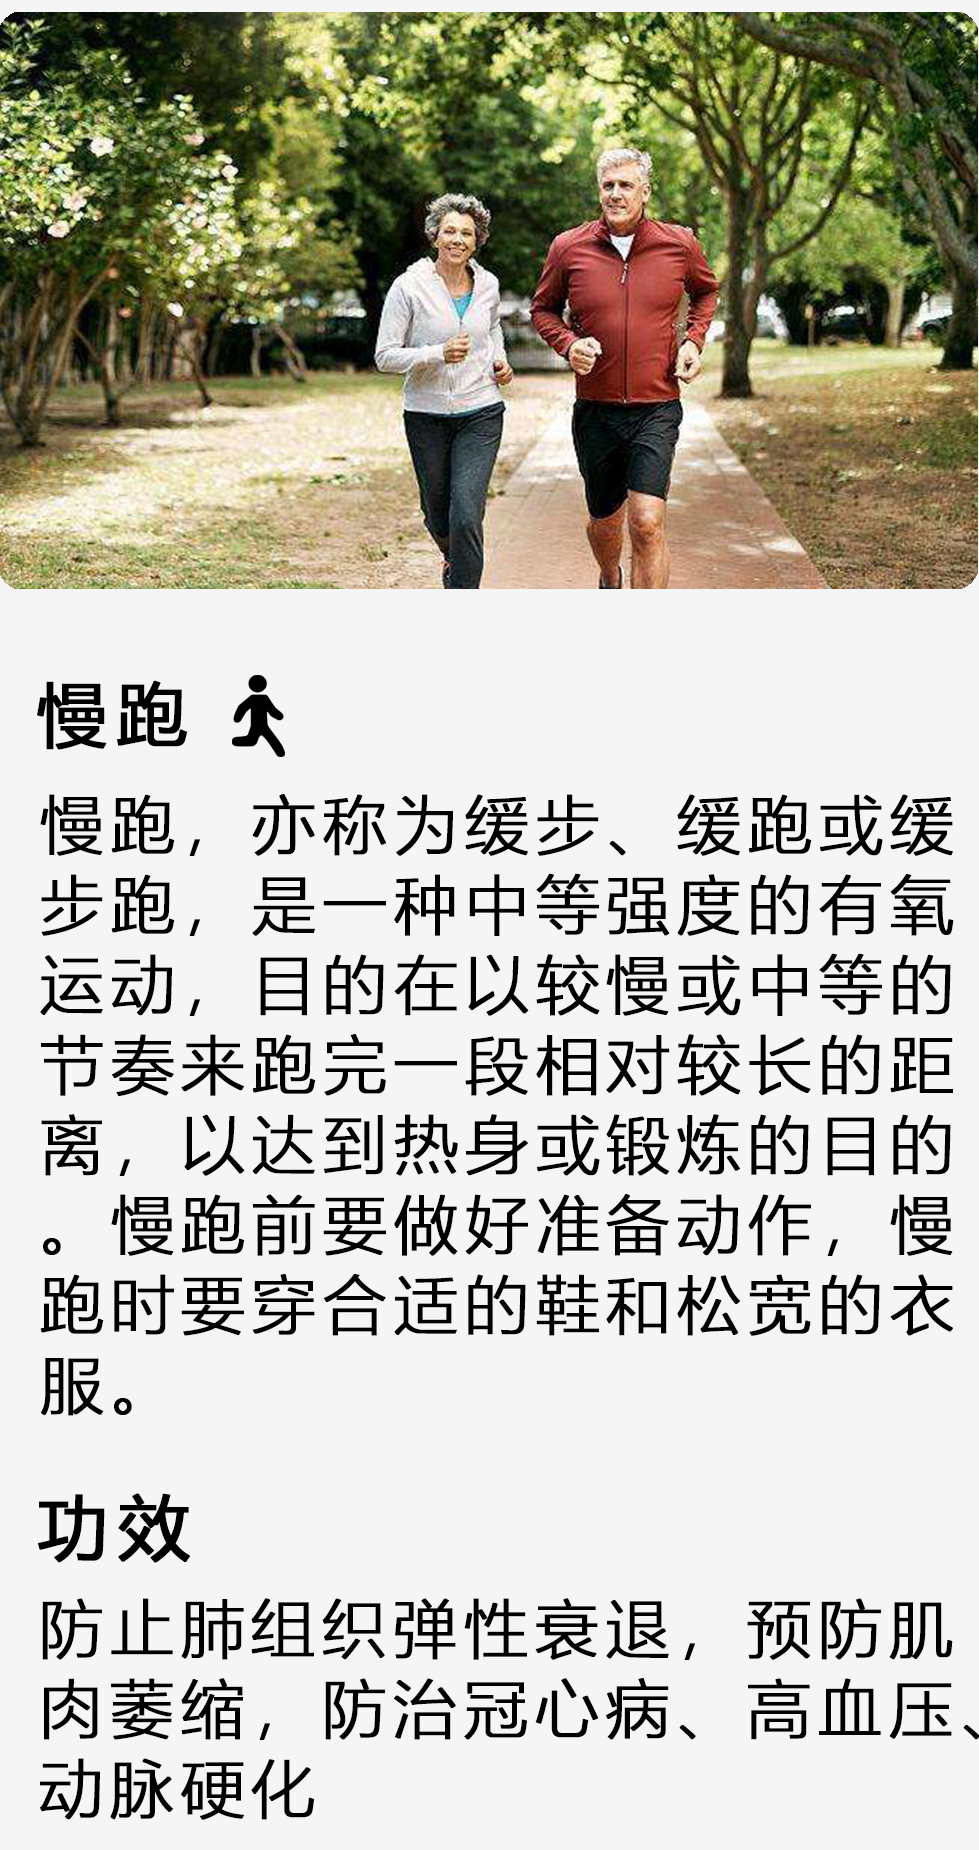 慢跑
慢跑，亦称为缓步、缓跑或缓
步跑，是一种中等强度的有氧
运动，目的在以较慢或中等的
节奏来跑完一段相对较长的距
离，以达到热身或锻炼的目的
。慢跑前要做好准备动作，慢
跑时要穿合适的鞋和松宽的衣
服。
功效
防止肺组织弹性衰退，预防肌
肉萎缩，防治冠心病、高血压、
动脉硬化